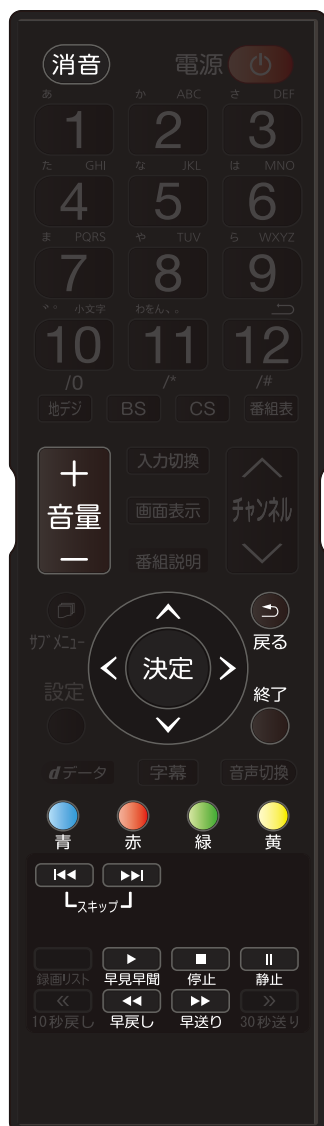 消音 電源
あ か ABC さ DEF
1 2 3
た GHI な JKL は MNO
4 5 6
ま PQRS や TUV ら WXYZ
7 8 9
゛゜ 小文字 わをん、。
10 11 12
/0 /* /#
地デジ BS CS 番組表
+ 入力切換
音量 画面表示 チャンネル
− 番組説明
サブメニュー 戻る
決定
設定 終了
dデータ 字幕 音声切換
青 赤 緑 黄
スキップ
録画リスト 早見早聞 停止 静止
10秒戻し 早戻し 早送り 30秒送り